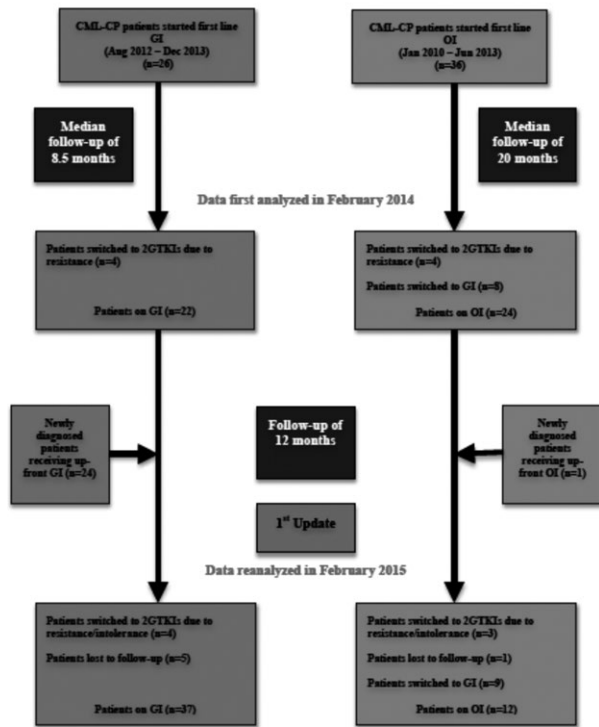 CML-CP patients started first line
GI
(Aug 2012 – Dec 2013)
(n=26)
CML-CP patients started first line
OI
(Jan 2010 – Jun 2013)
(n=36)
Median
follow-up of
8.5 months
Median
follow-up of
20 months
Data first analyzed in February 2014
Patients switched to 2GTKIs due to
resistance (n=4)
Patients on GI (n=22)
Patients switched to 2GTKIs due to
resistance (n=4)
Patients switched to GI (n=8)
Patients on OI (n=24)
Newly
diagnosed
patients
receiving up-
front GI (n=24)
Follow-up of
12 months
Newly
diagnosed
patients
receiving up-
front OI (n=1)
1st Update
Data reanalyzed in February 2015
Patients switched to 2GTKIs due to
resistance/intolerance (n=4)
Patients lost to follow-up (n=5)
Patients on GI (n=37)
Patients switched to 2GTKIs due to
resistance/intolerance (n=3)
Patients lost to follow-up (n=1)
Patients switched to GI (n=9)
Patients on OI (n=12)